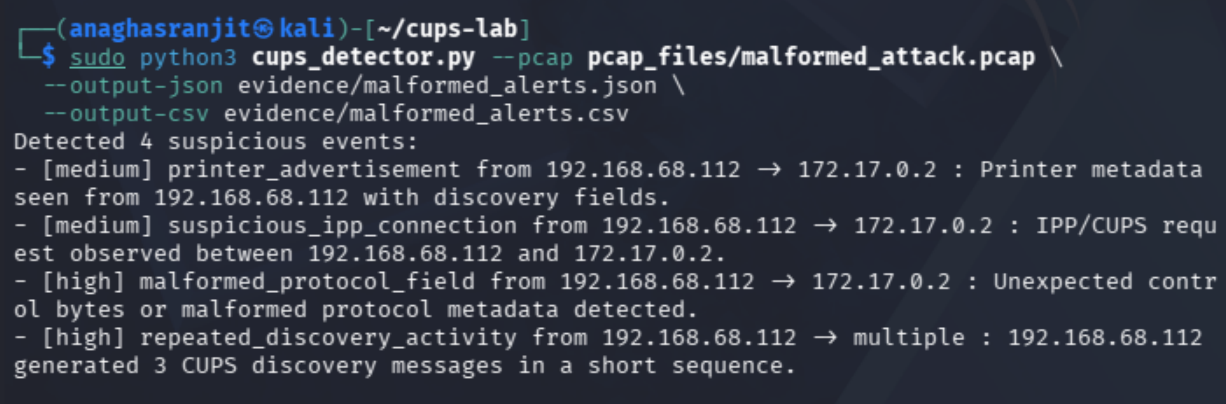 ┌──(anaghasranjit㉿kali)-[~/cups-lab]
└─$ sudo python3 cups_detector.py --pcap pcap_files/malformed_attack.pcap \
  --output-json evidence/malformed_alerts.json \
  --output-csv evidence/malformed_alerts.csv
Detected 4 suspicious events:
- [medium] printer_advertisement from 192.168.68.112 → 172.17.0.2 : Printer metadata
seen from 192.168.68.112 with discovery fields.
- [medium] suspicious_ipp_connection from 192.168.68.112 → 172.17.0.2 : IPP/CUPS requ
est observed between 192.168.68.112 and 172.17.0.2.
- [high] malformed_protocol_field from 192.168.68.112 → 172.17.0.2 : Unexpected contr
ol bytes or malformed protocol metadata detected.
- [high] repeated_discovery_activity from 192.168.68.112 → multiple : 192.168.68.112
generated 3 CUPS discovery messages in a short sequence.